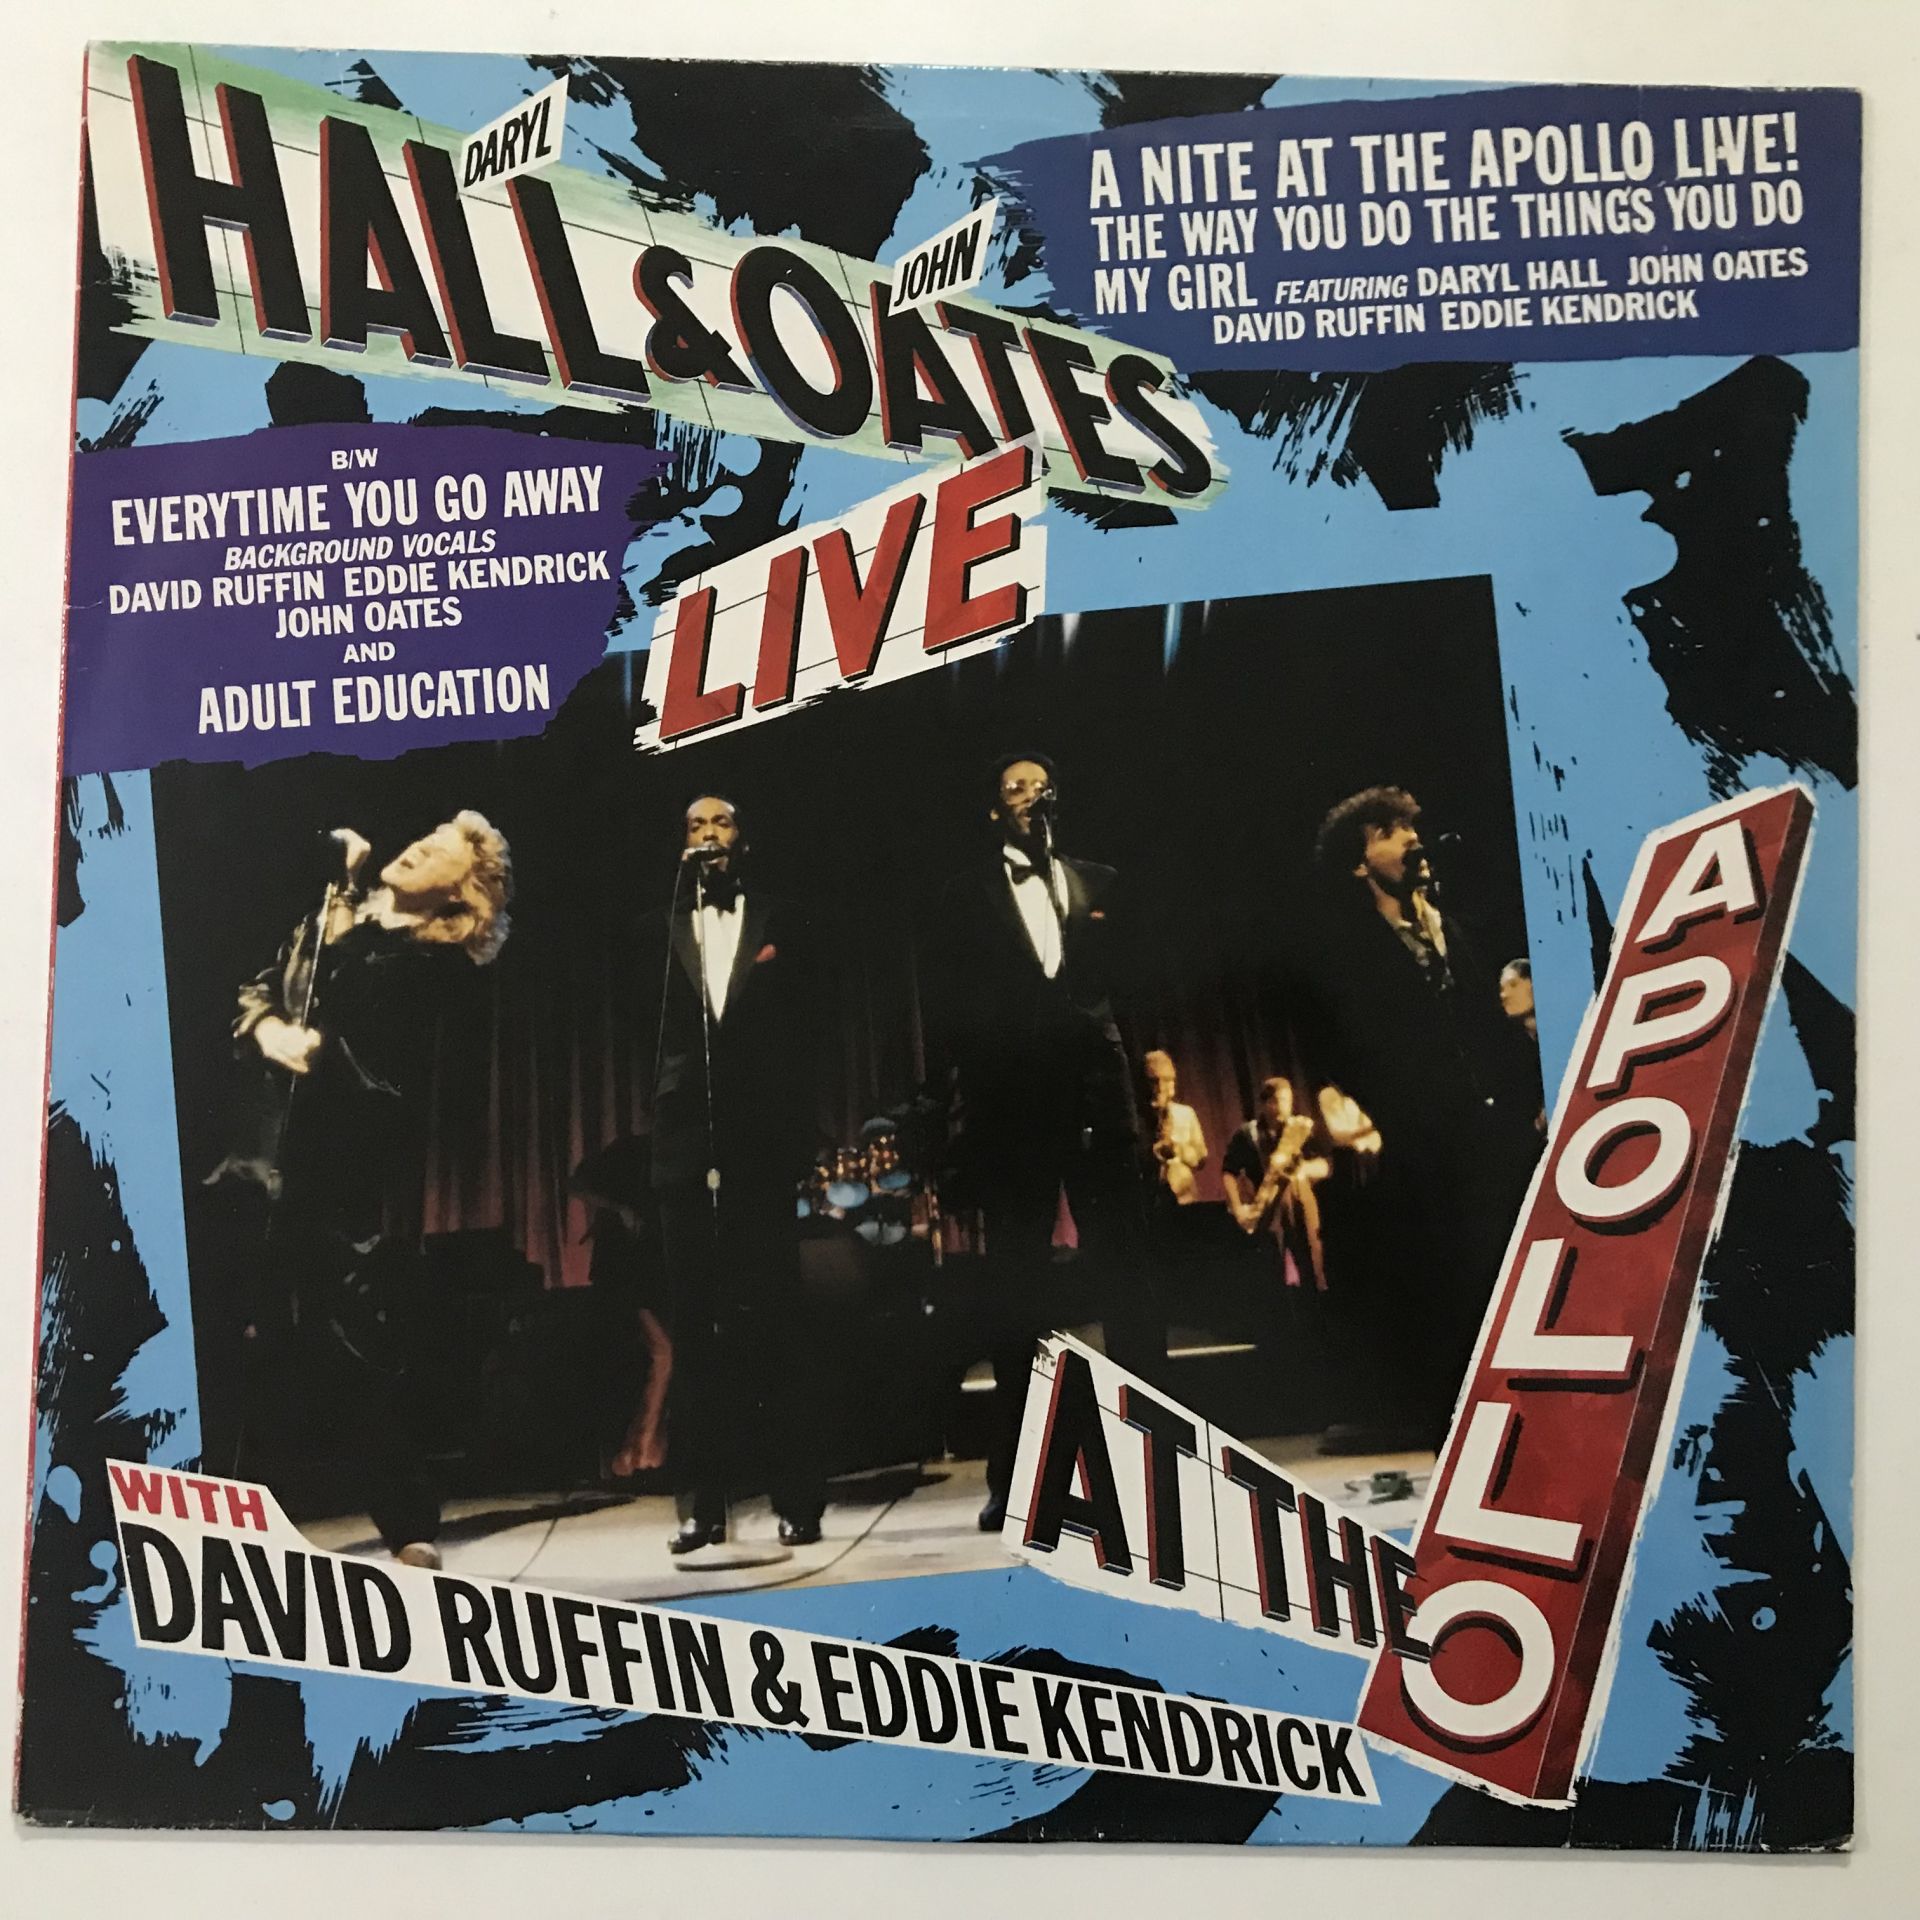 DARYL
JOHN
HALL & OATES
LIVE
A NITE AT THE APOLLO LIVE!
THE WAY YOU DO THE THINGS YOU DO
MY GIRL FEATURING DARYL HALL JOHN OATES
DAVID RUFFIN EDDIE KENDRICK
B/W
EVERYTIME YOU GO AWAY
BACKGROUND VOCALS
DAVID RUFFIN EDDIE KENDRICK
JOHN OATES
AND
ADULT EDUCATION
AT THE
APOLLO
WITH
DAVID RUFFIN & EDDIE KENDRICK